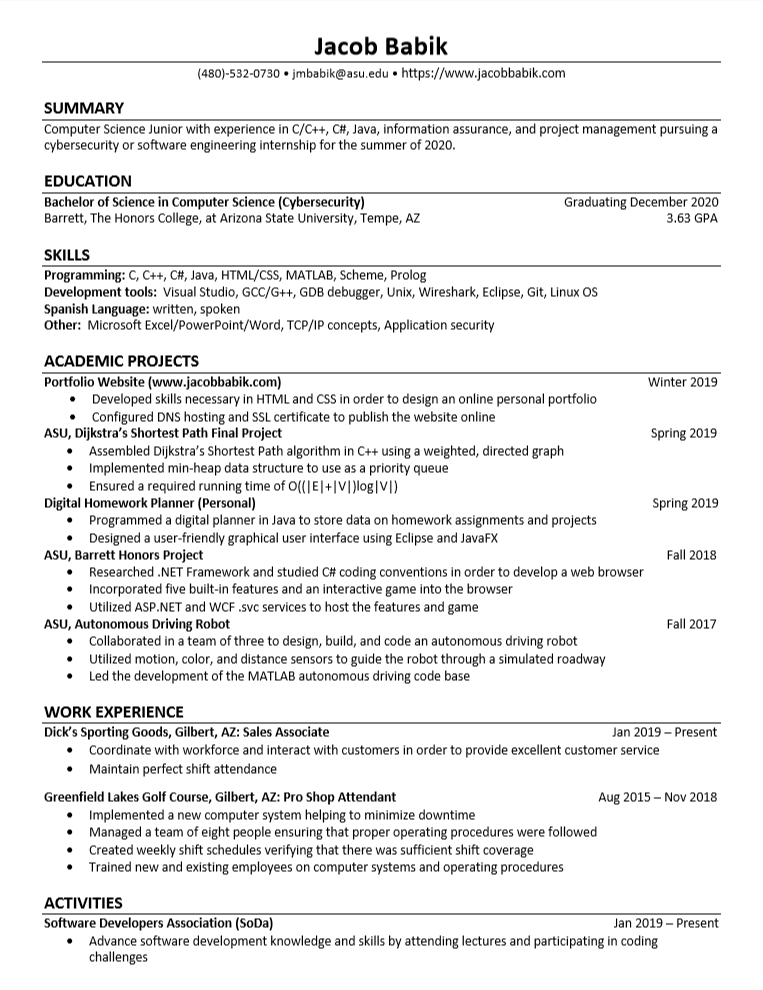 Jacob Babik
(480)-532-0730 • jmbabik@asu.edu • https://www.jacobbabik.com
SUMMARY
Computer Science Junior with experience in C/C++, C#, Java, information assurance, and project management pursuing a
cybersecurity or software engineering internship for the summer of 2020.
EDUCATION
Bachelor of Science in Computer Science (Cybersecurity) Graduating December 2020
Barrett, The Honors College, at Arizona State University, Tempe, AZ 3.63 GPA
SKILLS
Programming: C, C++, C#, Java, HTML/CSS, MATLAB, Scheme, Prolog
Development tools: Visual Studio, GCC/G++, GDB debugger, Unix, Wireshark, Eclipse, Git, Linux OS
Spanish Language: written, spoken
Other: Microsoft Excel/PowerPoint/Word, TCP/IP concepts, Application security
ACADEMIC PROJECTS
Portfolio Website (www.jacobbabik.com) Winter 2019
• Developed skills necessary in HTML and CSS in order to design an online personal portfolio
• Configured DNS hosting and SSL certificate to publish the website online
ASU, Dijkstra's Shortest Path Final Project Spring 2019
• Assembled Dijkstra's Shortest Path algorithm in C++ using a weighted, directed graph
• Implemented min-heap data structure to use as a priority queue
• Ensured a required running time of O((|E|+|V|)log|V|)
Digital Homework Planner (Personal) Spring 2019
• Programmed a digital planner in Java to store data on homework assignments and projects
• Designed a user-friendly graphical user interface using Eclipse and JavaFX
ASU, Barrett Honors Project Fall 2018
• Researched .NET Framework and studied C# coding conventions in order to develop a web browser
• Incorporated five built-in features and an interactive game into the browser
• Utilized ASP.NET and WCF .svc services to host the features and game
ASU, Autonomous Driving Robot Fall 2017
• Collaborated in a team of three to design, build, and code an autonomous driving robot
• Utilized motion, color, and distance sensors to guide the robot through a simulated roadway
• Led the development of the MATLAB autonomous driving code base
WORK EXPERIENCE
Dick's Sporting Goods, Gilbert, AZ: Sales Associate Jan 2019 – Present
• Coordinate with workforce and interact with customers in order to provide excellent customer service
• Maintain perfect shift attendance
Greenfield Lakes Golf Course, Gilbert, AZ: Pro Shop Attendant Aug 2015 – Nov 2018
• Implemented a new computer system helping to minimize downtime
• Managed a team of eight people ensuring that proper operating procedures were followed
• Created weekly shift schedules verifying that there was sufficient shift coverage
• Trained new and existing employees on computer systems and operating procedures
ACTIVITIES
Software Developers Association (SoDa) Jan 2019 – Present
• Advance software development knowledge and skills by attending lectures and participating in coding
challenges